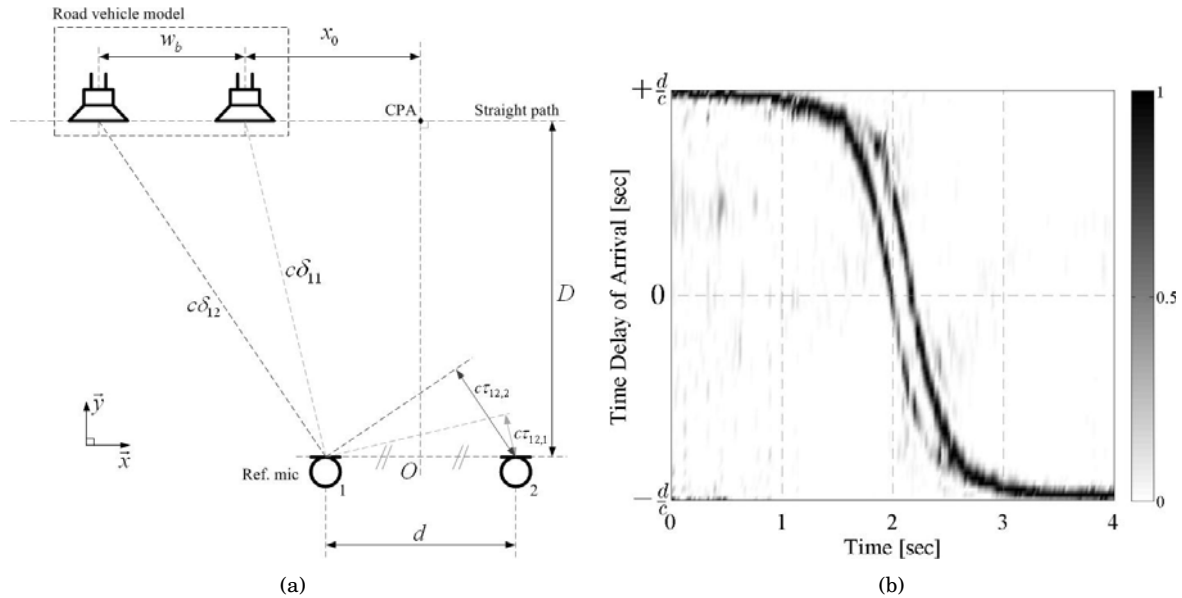 Road vehicle model
w_b
x_0
CPA
Straight path
cδ_11
cδ_12
D
cτ_12,2
cτ_12,1
y⃗
x⃗
Ref. mic
1
O
2
d
(a)
+d/c
0
−d/c
Time Delay of Arrival [sec]
0 1 2 3 4
Time [sec]
1
0.5
0
(b)